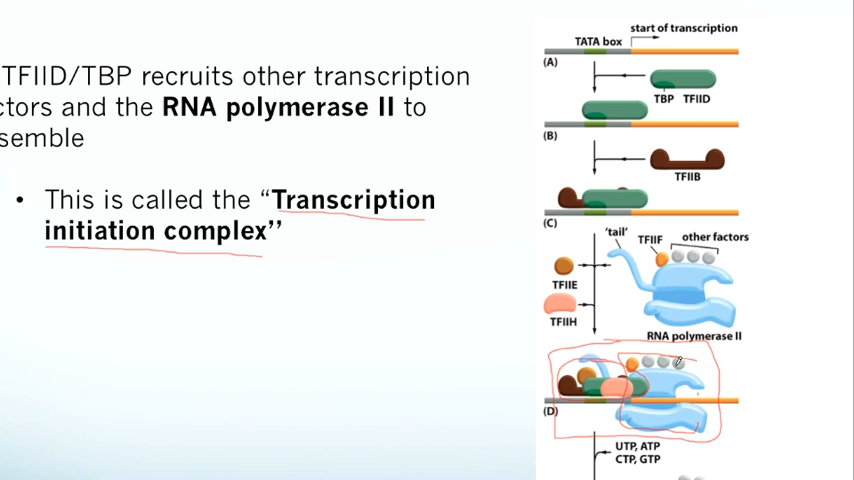 TFIID/TBP recruits other transcription
ctors and the RNA polymerase II to
semble
• This is called the “Transcription
initiation complex’’
start of transcription
TATA box
(A)
TBP TFIID
(B)
TFIIB
(C)
'tail'
TFIIF
other factors
TFIIE
TFIIH
RNA polymerase II
(D)
UTP, ATP
CTP, GTP